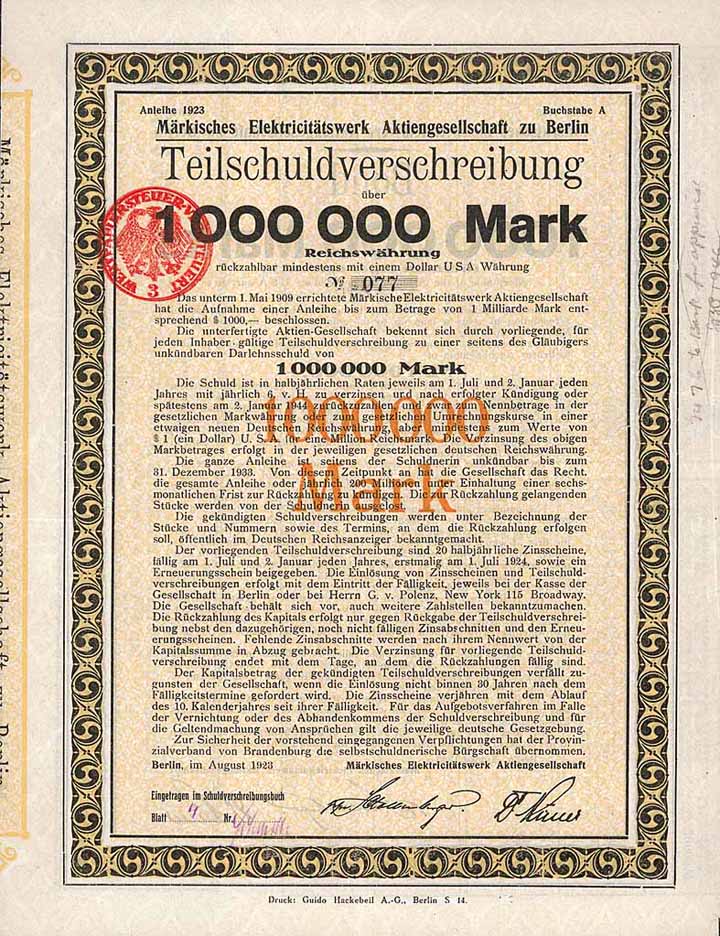 Anleihe 1923 Buchstabe A
Märkisches Elektricitätswerk Aktiengesellschaft zu Berlin
Teilschuldverschreibung
über
1000000 Mark
Reichswährung
rückzahlbar mindestens mit einem Dollar USA Währung
№ 077
WERTPAPIERSTEUER VERSTEUERT
3
Das unterm 1. Mai 1909 errichtete Märkische Elektricitätswerk Aktiengesellschaft
hat die Aufnahme einer Anleihe bis zum Betrage von 1 Milliarde Mark ent-
sprechend $ 1000,— beschlossen.
Die unterfertigte Aktien-Gesellschaft bekennt sich durch vorliegende, für
jeden Inhaber gültige Teilschuldverschreibung zu einer seitens des Gläubigers
unkündbaren Darlehnsschuld von
1000000 Mark
Die Schuld ist in halbjährlichen Raten jeweils am 1. Juli und 2. Januar jeden
Jahres mit jährlich 6 v. H. zu verzinsen und nach erfolgter Kündigung oder
spätestens am 2. Januar 1944 zurückzuzahlen zum Nennbetrage in der
gesetzlichen Markwährung oder zum gesetzlichen Umrechnungskurse in einer
etwaigen neuen Deutschen Reichswährung, mindestens zum Werte von
$ 1 (ein Dollar) U. S. A. in einer solchen Reichswährung. Die Verzinsung des obigen
Markbetrages erfolgt in der jeweiligen gesetzlichen deutschen Reichswährung.
Die ganze Anleihe ist seitens der Schuldnerin unkündbar bis zum
31. Dezember 1933. Von diesem Zeitpunkt an hat die Gesellschaft das Recht,
die gesamte Anleihe oder jährlich 200 Millionen unter Einhaltung einer sechs-
monatlichen Frist zur Rückzahlung zu kündigen. Die zur Rückzahlung gelangenden
Stücke werden von der Schuldnerin ausgelost.
1000000
Mark
Die gekündigten Schuldverschreibungen werden unter Bezeichnung der
Stücke und Nummern sowie des Termins, an dem die Rückzahlung erfolgen
soll, öffentlich im Deutschen Reichsanzeiger bekanntgemacht.
Der vorliegenden Teilschuldverschreibung sind 20 halbjährliche Zinsscheine,
fällig am 1. Juli und 2. Januar jeden Jahres, erstmalig am 1. Juli 1924, sowie ein
Erneuerungsschein beigegeben. Die Einlösung von Zinsscheinen und Teilschuld-
verschreibungen erfolgt mit dem Eintritt der Fälligkeit, jeweils bei der Kasse der
Gesellschaft in Berlin oder bei Herrn G. v. Polenz, New York 115 Broadway.
Die Gesellschaft behält sich vor, auch weitere Zahlstellen bekanntzumachen.
Die Rückzahlung des Kapitals erfolgt nur gegen Rückgabe der Teilschuldverschrei-
bung nebst den dazugehörigen, noch nicht fälligen Zinsabschnitten und den Erneu-
erungsscheinen. Fehlende Zinsabschnitte werden nach ihrem Nennwert von der
Kapitalssumme in Abzug gebracht. Die Verzinsung für vorliegende Teilschuld-
verschreibung endet mit dem Tage, an dem die Rückzahlungen fällig sind.
Der Kapitalsbetrag der gekündigten Teilschuldverschreibungen verfällt zu-
gunsten der Gesellschaft, wenn die Einlösung nicht binnen 30 Jahren nach dem
Fälligkeitstermine gefordert wird. Die Zinsscheine verjähren mit dem Ablauf
des 10. Kalenderjahres seit ihrer Fälligkeit. Für das Aufgebotsverfahren im Falle
der Vernichtung oder des Abhandenkommens der Schuldverschreibung und für
die Geltendmachung von Ansprüchen gilt die jeweilige deutsche Gesetzgebung.
Zur Sicherheit der vorstehend eingegangenen Verpflichtungen hat der Provin-
zialverband von Brandenburg die selbstschuldnerische Bürgschaft übernommen.
Berlin, im August 1923 Märkisches Elektricitätswerk Aktiengesellschaft
Eingetragen im Schuldverschreibungsbuch
Blatt 4 Nr.
Druck: Guido Hackebeil A.-G., Berlin S 14.
Märkisches Elektricitätswerk Aktiengesellschaft zu Berlin